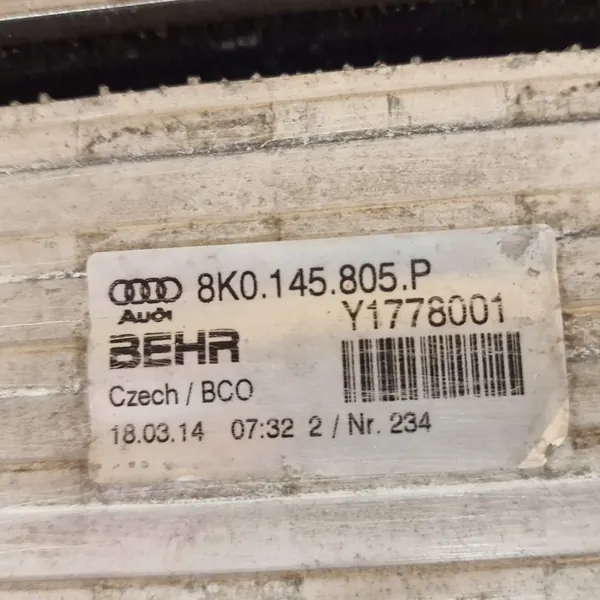 8K0.145.805.P
Audi
Y1778001
BEHR
Czech / BCO
18.03.14 07:32 2 / Nr. 234